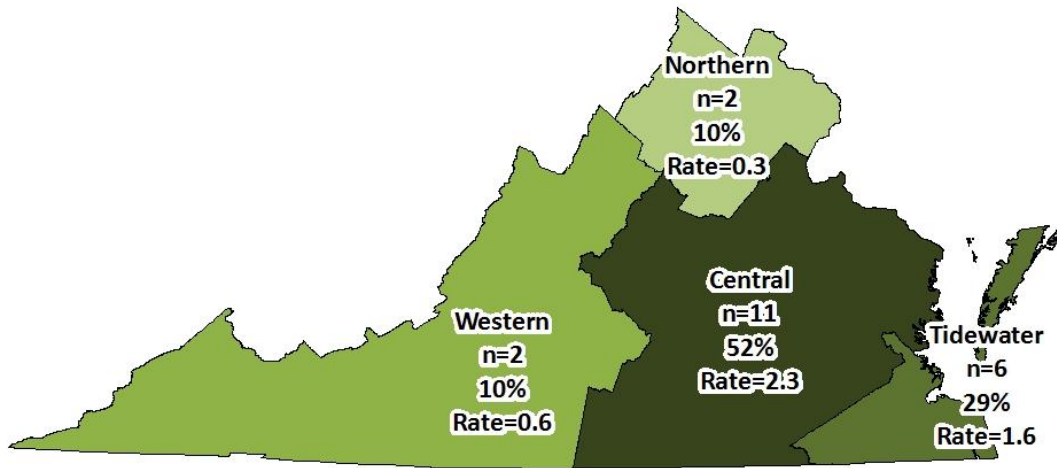 Northern
n=2
10%
Rate=0.3
Central
n=11
52%
Rate=2.3
Western
n=2
10%
Rate=0.6
Tidewater
n=6
29%
Rate=1.6